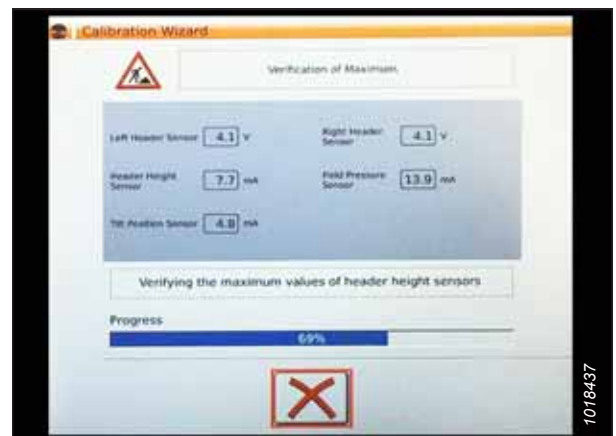 Calibration Wizard
Verification of Maximum
Left Header Sensor 4.1 V
Right Header
Sensor 4.1 V
Header Height
Sensor 7.7 mA
Field Pressure
Sensor 13.9 mA
Tilt Position Sensor 4.8 mA
Verifying the maximum values of header height sensors
Progress
69%
1018437